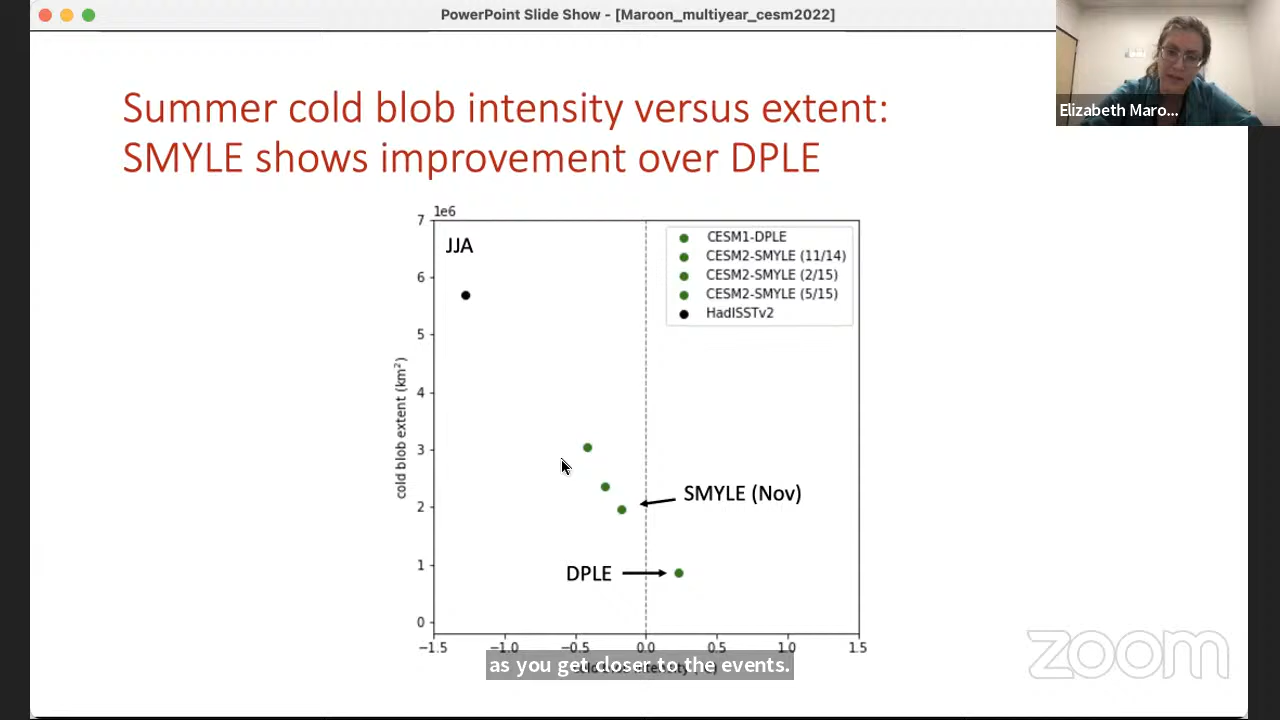 PowerPoint Slide Show - [Maroon_multiyear_cesm2022]
Elizabeth Maro...
Summer cold blob intensity versus extent:
SMYLE shows improvement over DPLE
1e6
JJA
CESM1-DPLE
CESM2-SMYLE (11/14)
CESM2-SMYLE (2/15)
CESM2-SMYLE (5/15)
HadISSTv2
7
6
5
4
3
2
1
0
cold blob extent (km²)
SMYLE (Nov)
DPLE
−1.5 −1.0 −0.5 0.0 0.5 1.0 1.5
as you get closer to the events.
zoom